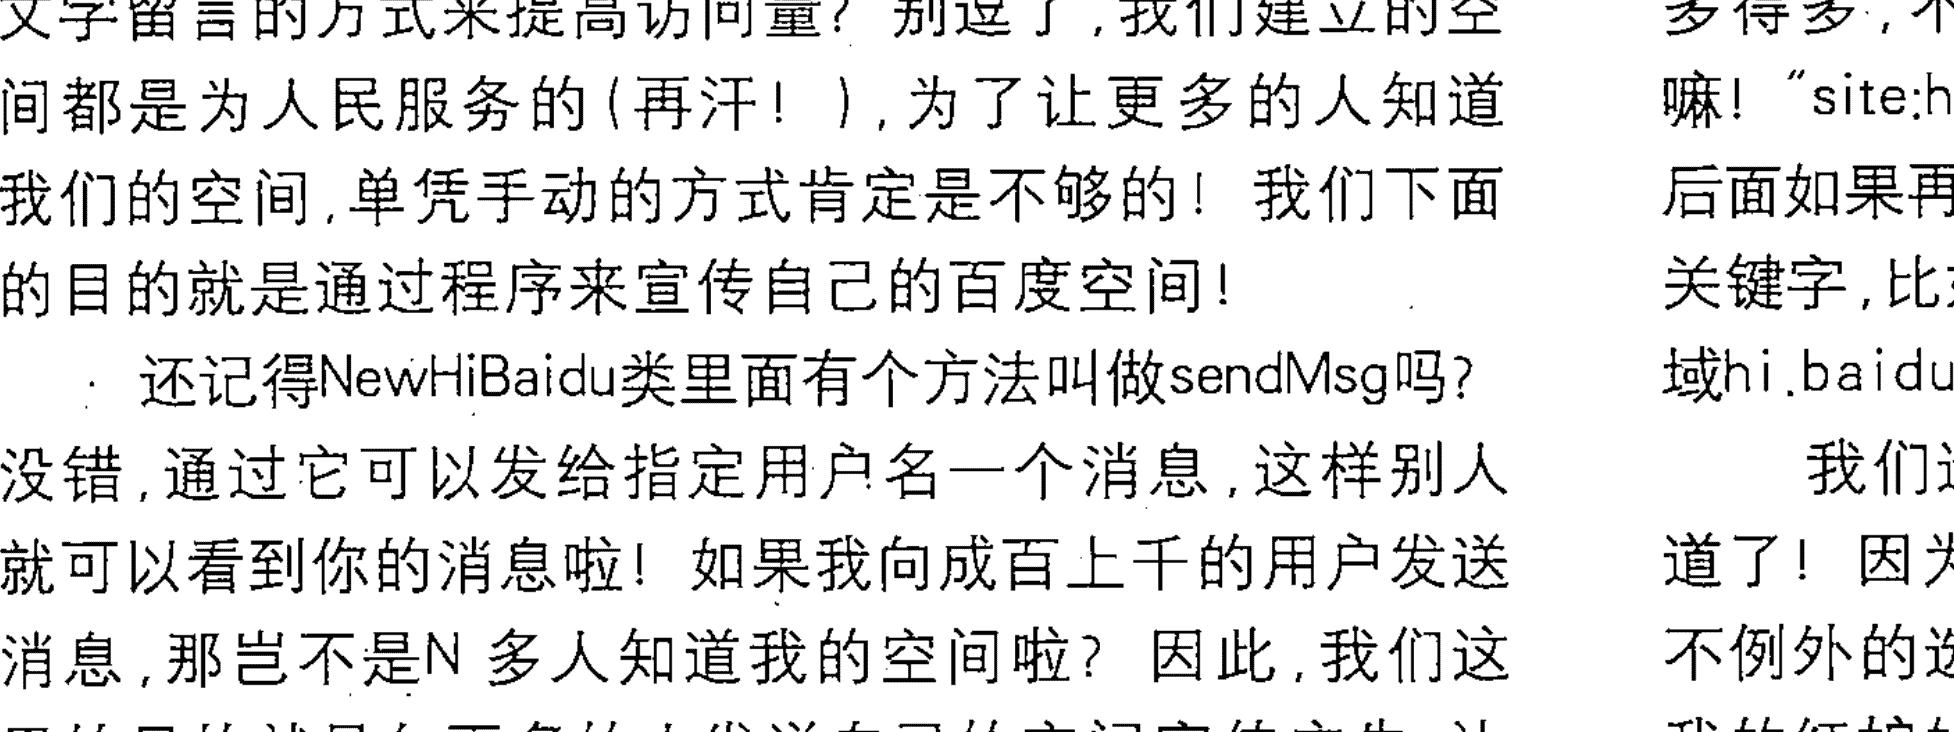 文字留言的方式来提高访问量？别逗了,我们建立的空
间都是为人民服务的(再汗！),为了让更多的人知道
我们的空间,单凭手动的方式肯定是不够的！我们下面
的目的就是通过程序来宣传自己的百度空间！
还记得NewHiBaidu类里面有个方法叫做sendMsg吗？
没错,通过它可以发给指定用户名一个消息,这样别人
就可以看到你的消息啦！如果我向成百上千的用户发送
消息,那岂不是N 多人知道我的空间啦？因此,我们这
多得多,不
嘛！"site:h
后面如果再
关键字,比
域hi.baidu
我们
道了！因为
不例外的